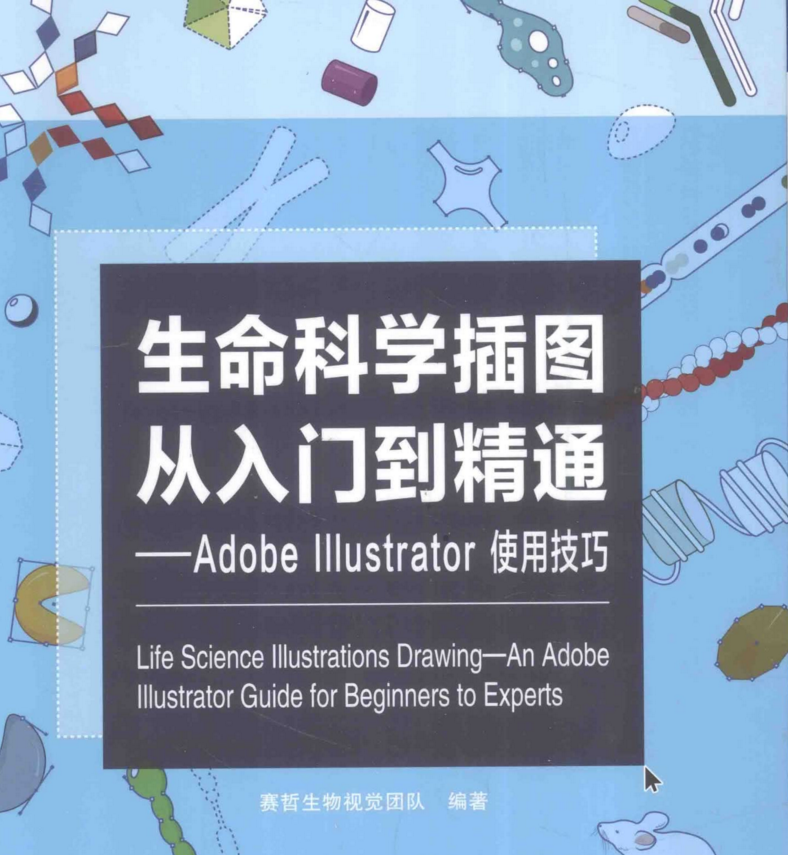 生命科学插图
从入门到精通
——Adobe Illustrator 使用技巧
Life Science Illustrations Drawing—An Adobe
Illustrator Guide for Beginners to Experts
赛哲生物视觉团队 编著